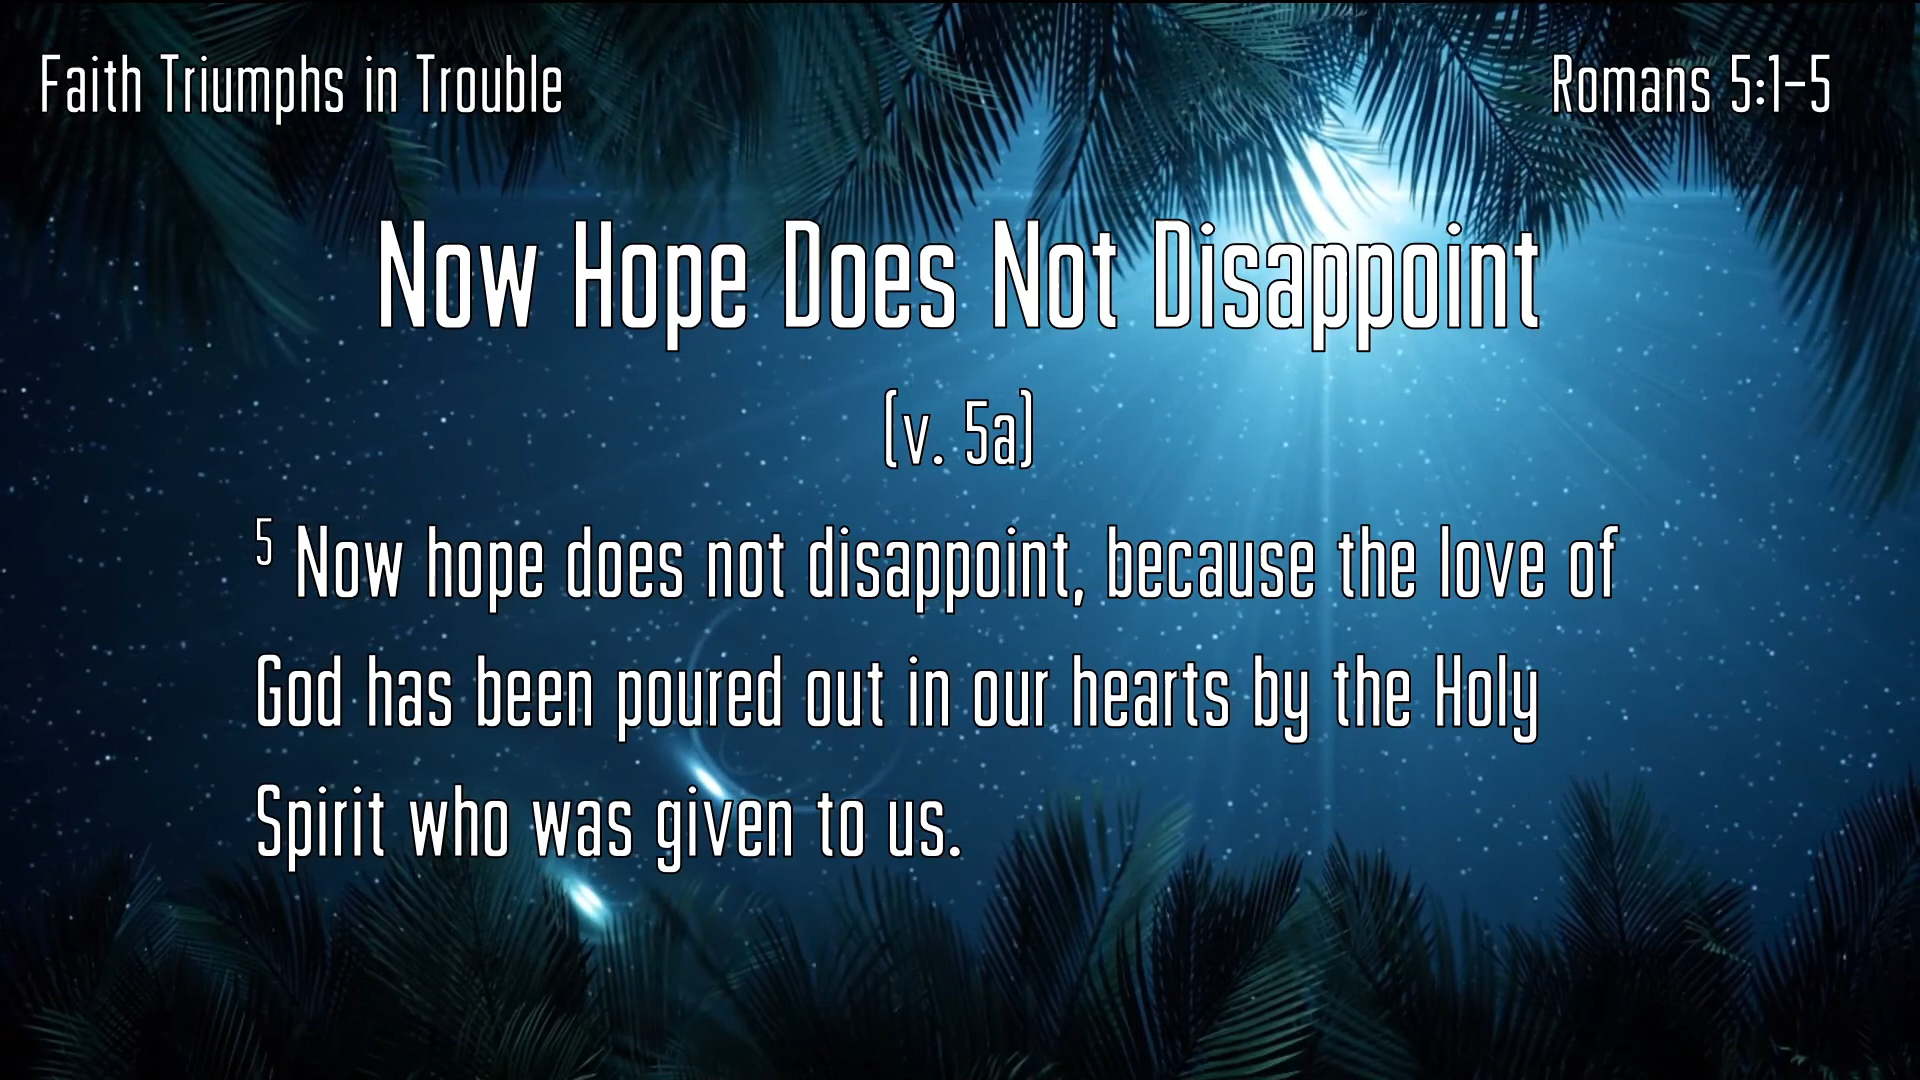 Faith Triumphs in Trouble
Romans 5:1-5
Now Hope Does Not Disappoint
(v. 5a)
5 Now hope does not disappoint, because the love of
God has been poured out in our hearts by the Holy
Spirit who was given to us.